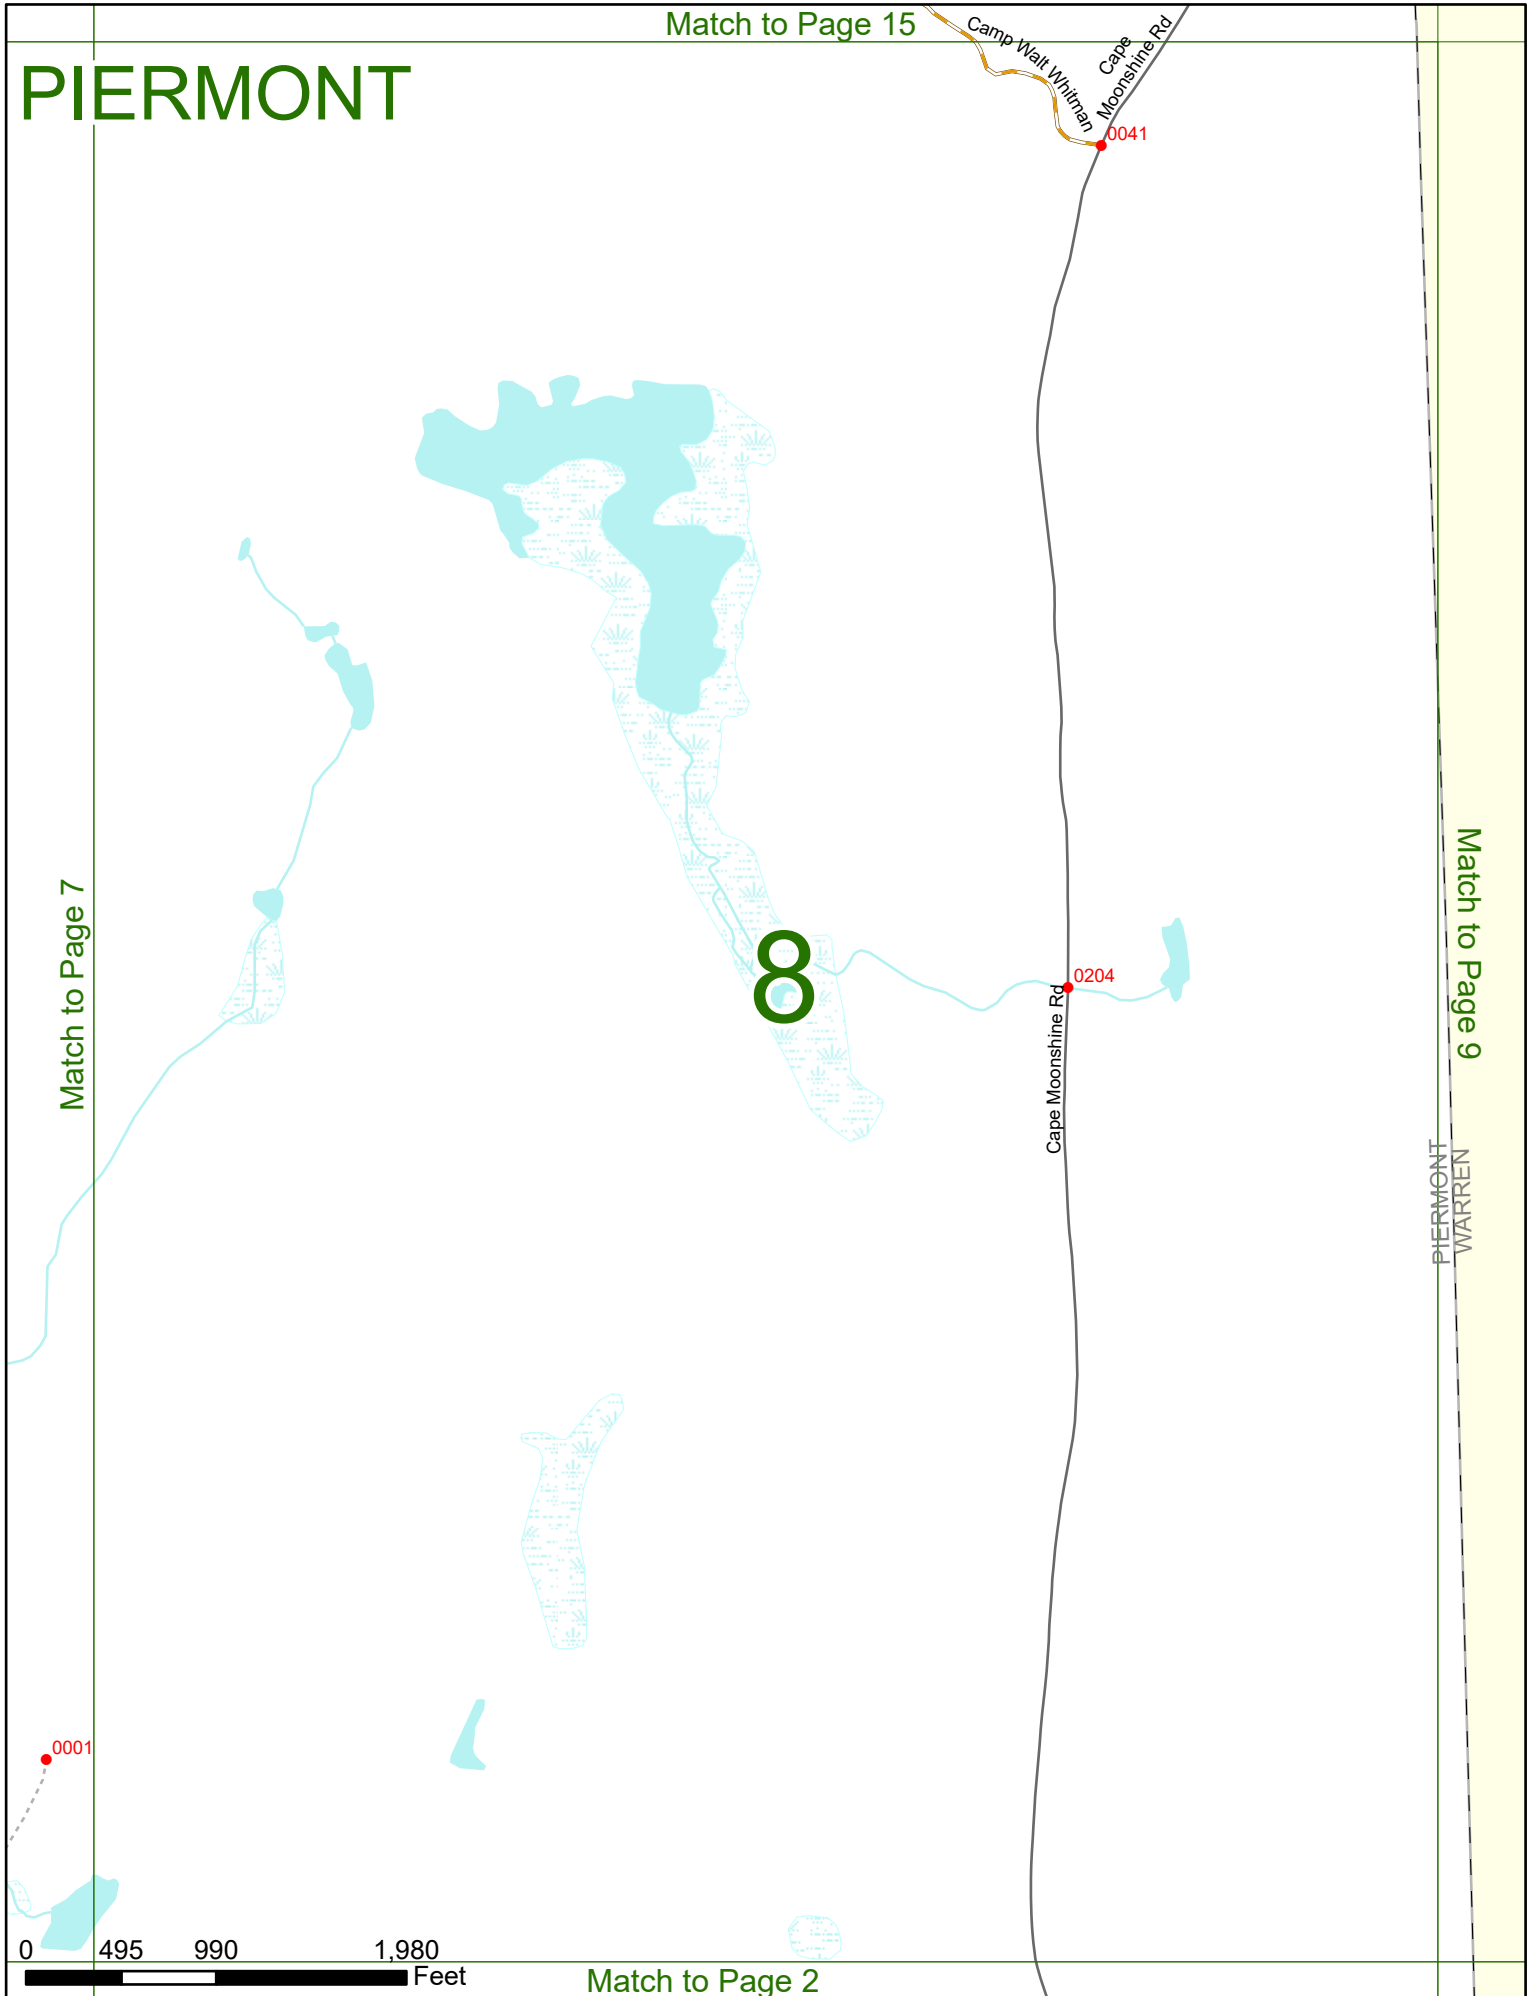 Match to Page 15
PIERMONT
Camp Walt Whitman
Cape
Moonshine Rd
0041
Match to Page 7
8
0204
Cape Moonshine Rd
Match to Page 9
PIERMONT
WARREN
0001
0 495 990 1,980
Feet
Match to Page 2